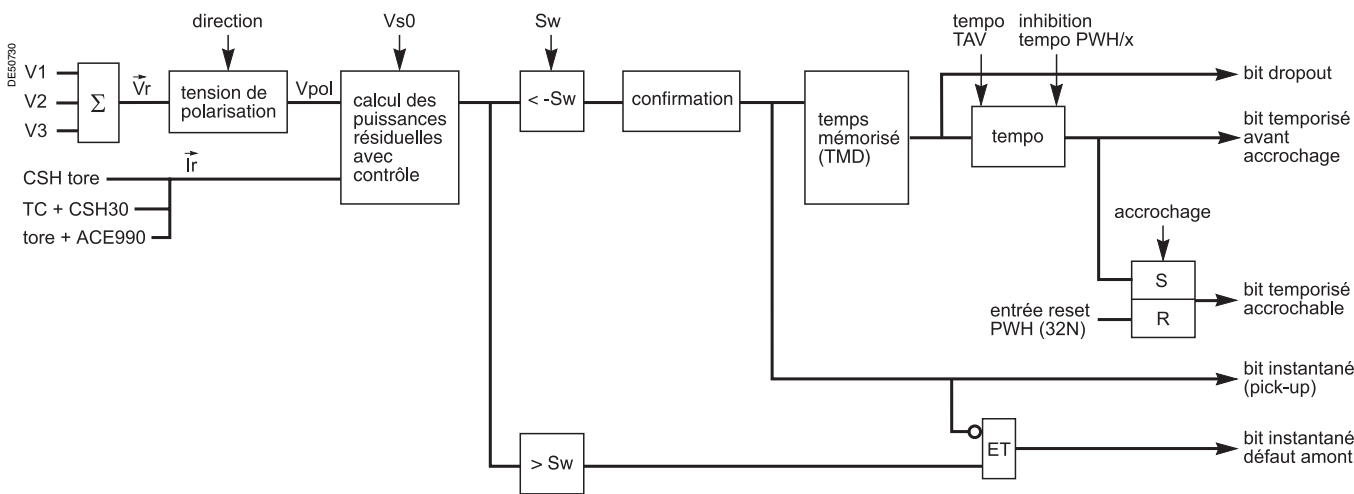 direction
Vs0
Sw
tempo
TAV
inhibition
tempo PWH/x
DE50730
V1
V2
V3
Σ
Vr
tension de
polarisation
Vpol
calcul des
puissances
résiduelles
avec
contrôle
< -Sw
confirmation
temps
mémorisé
(TMD)
tempo
bit dropout
bit temporisé
avant
accrochage
Ir
CSH tore
TC + CSH30
tore + ACE990
accrochage
S
R
entrée reset
PWH (32N)
bit temporisé
accrochable
bit instantané
(pick-up)
> Sw
ET
bit instantané
défaut amont